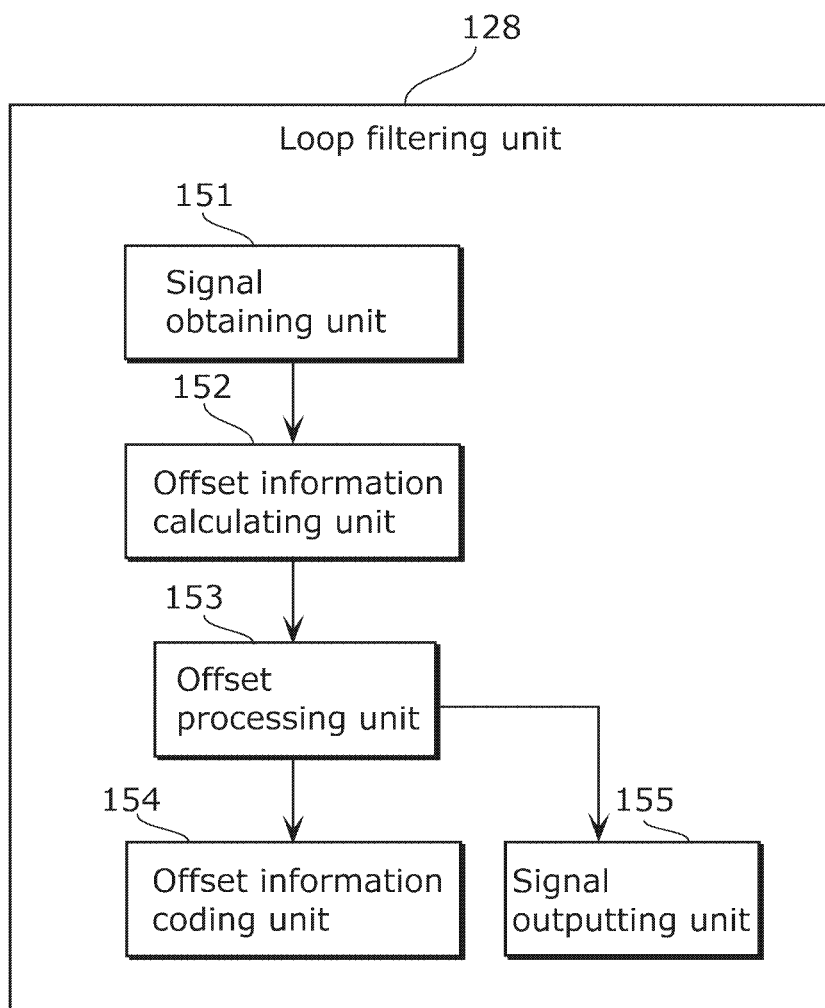 128
Loop filtering unit
151
Signal
obtaining unit
152
Offset information
calculating unit
153
Offset
processing unit
154
Offset information
coding unit
155
Signal
outputting unit